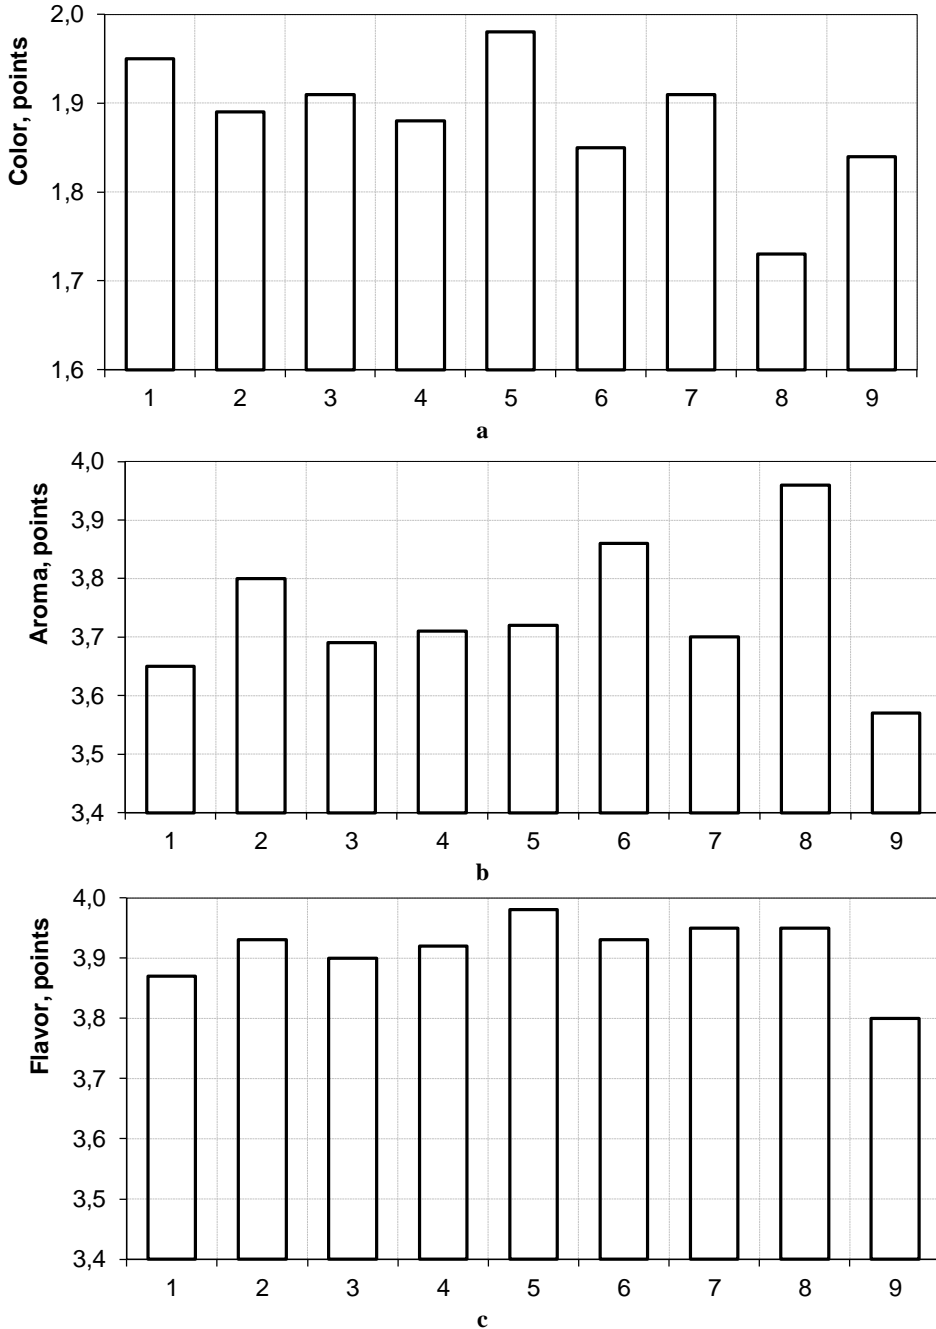 Color, points
2,0
1,9
1,8
1,7
1,6
1 2 3 4 5 6 7 8 9
a
Aroma, points
4,0
3,9
3,8
3,7
3,6
3,5
3,4
1 2 3 4 5 6 7 8 9
b
Flavor, points
4,0
3,9
3,8
3,7
3,6
3,5
3,4
1 2 3 4 5 6 7 8 9
c